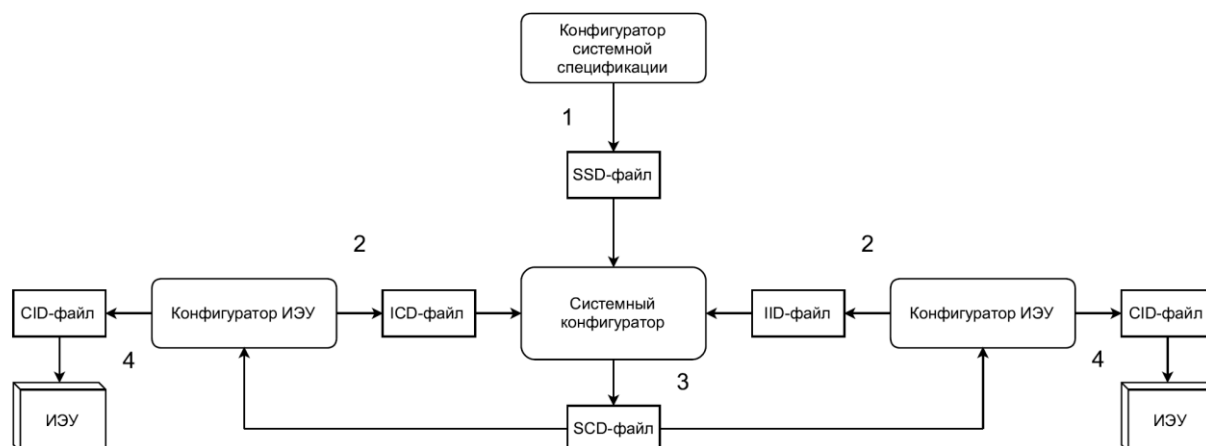 Конфигуратор
системной
спецификации
1
SSD-файл
2
2
CID-файл
Конфигуратор ИЭУ
ICD-файл
Системный
конфигуратор
IID-файл
Конфигуратор ИЭУ
CID-файл
4
3
4
ИЭУ
SCD-файл
ИЭУ